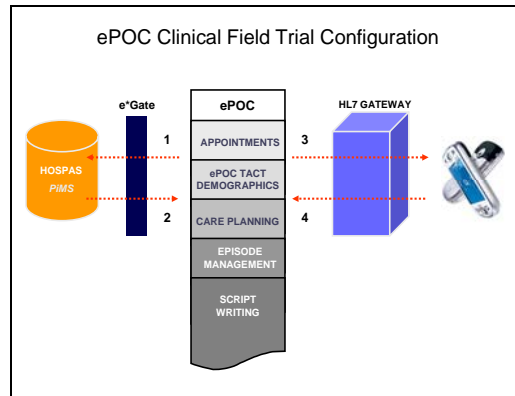 ePOC Clinical Field Trial Configuration
e*Gate
ePOC
HL7 GATEWAY
1
APPOINTMENTS
3
HOSPAS
PiMS
ePOC TACT
DEMOGRAPHICS
2
CARE PLANNING
4
EPISODE
MANAGEMENT
SCRIPT
WRITING